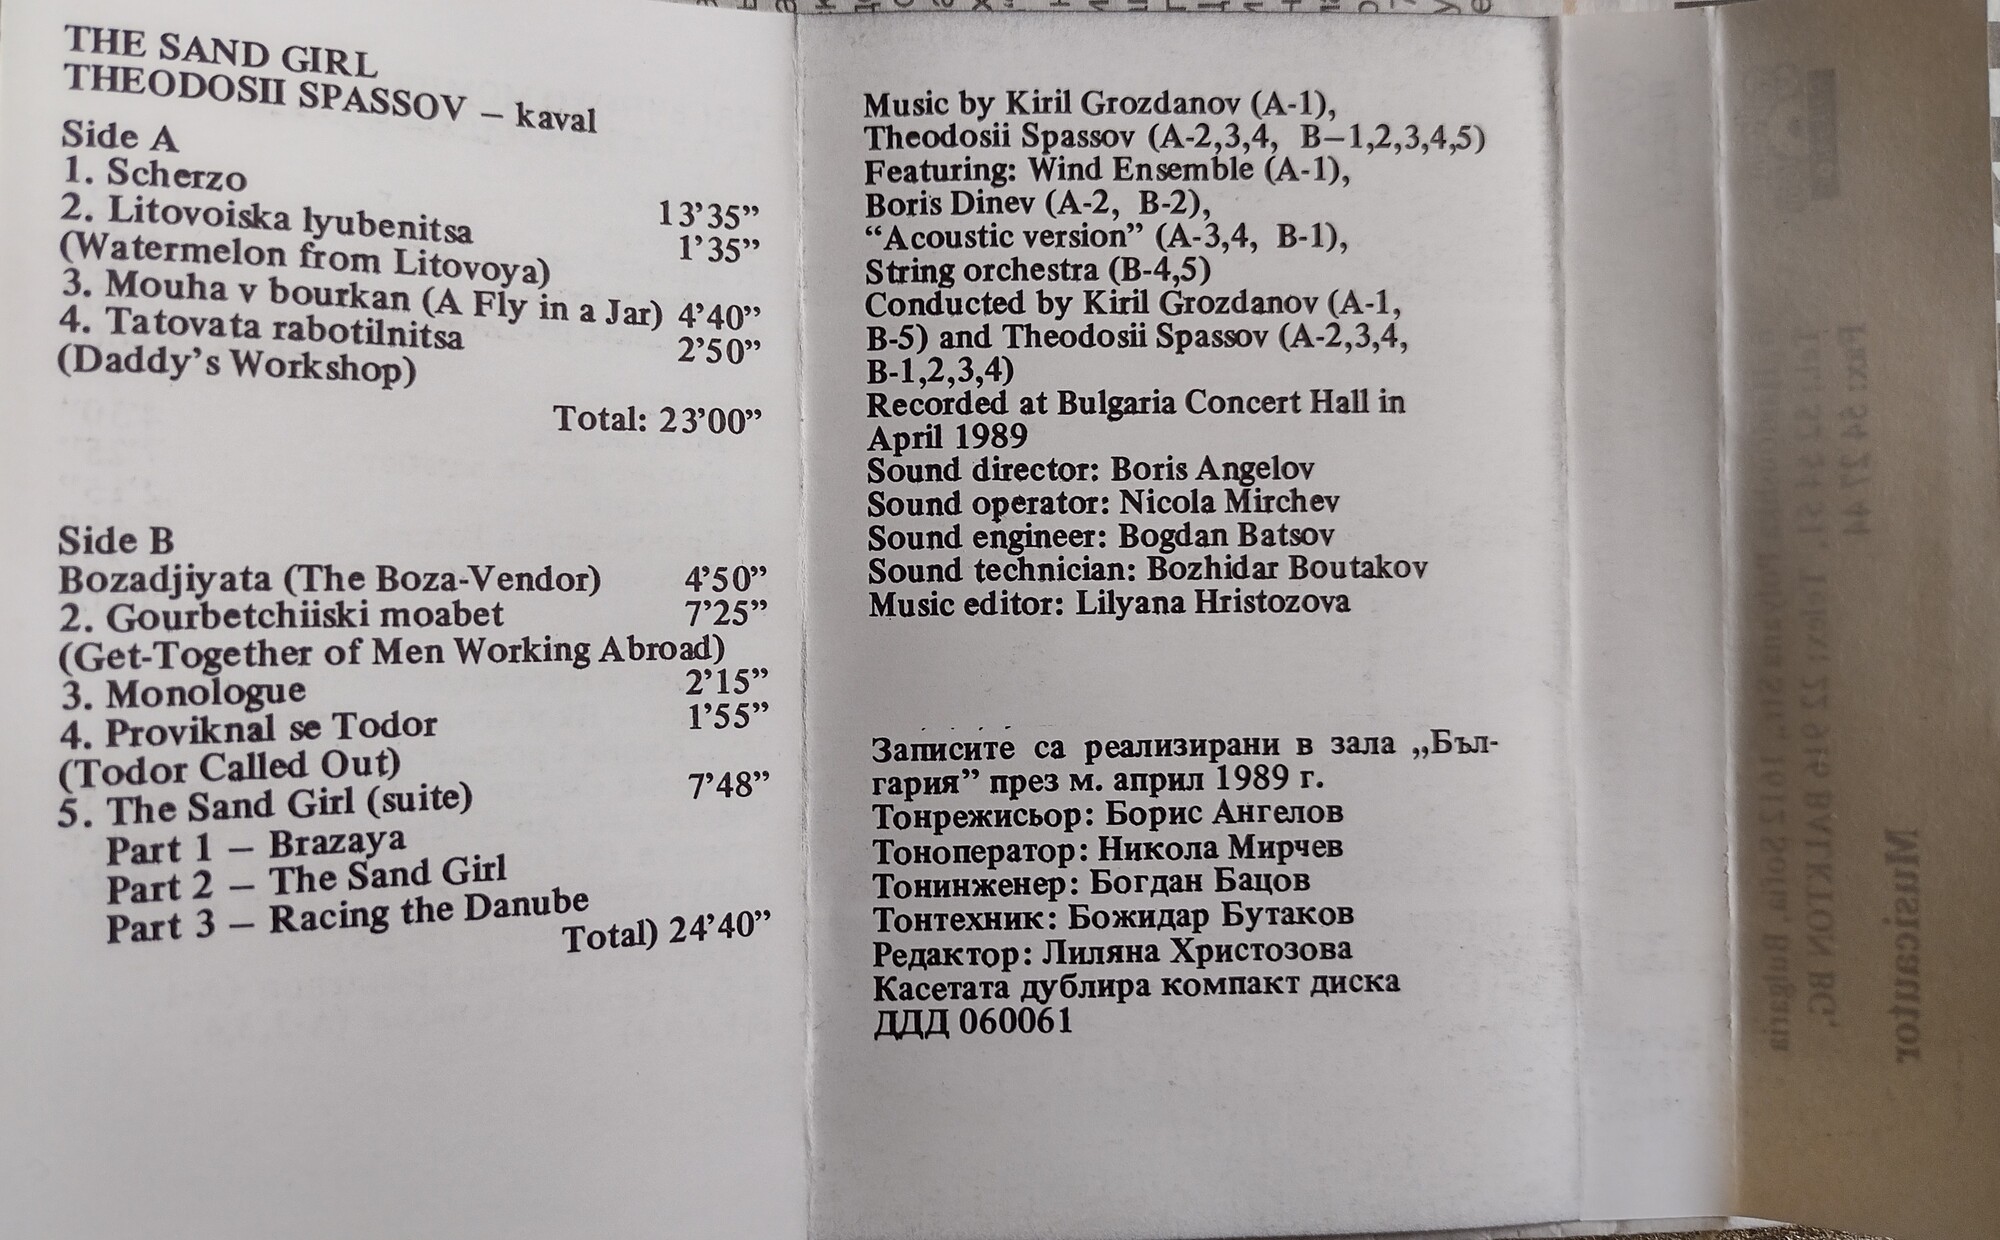 THE SAND GIRL
THEODOSII SPASSOV – kaval
Side A
1. Scherzo 13’35”
2. Litovoiska lyubenitsa 1’35”
(Watermelon from Litovoya)
3. Mouha v bourkan (A Fly in a Jar) 4’40”
4. Tatovata rabotilnitsa 2’50”
(Daddy’s Workshop)
Total: 23’00”
Side B
Bozadjiyata (The Boza-Vendor) 4’50”
2. Gourbetchiiski moabet 7’25”
(Get-Together of Men Working Abroad)
3. Monologue 2’15”
4. Proviknal se Todor 1’55”
(Todor Called Out)
5. The Sand Girl (suite) 7’48”
Part 1 – Brazaya
Part 2 – The Sand Girl
Part 3 – Racing the Danube
Total) 24’40”
Music by Kiril Grozdanov (A-1),
Theodosii Spassov (A-2,3,4, B–1,2,3,4,5)
Featuring: Wind Ensemble (A-1),
Boris Dinev (A-2, B-2),
“Acoustic version” (A-3,4, B-1),
String orchestra (B-4,5)
Conducted by Kiril Grozdanov (A-1,
B-5) and Theodosii Spassov (A-2,3,4,
B-1,2,3,4)
Recorded at Bulgaria Concert Hall in
April 1989
Sound director: Boris Angelov
Sound operator: Nicola Mirchev
Sound engineer: Bogdan Batsov
Sound technician: Bozhidar Boutakov
Music editor: Lilyana Hristozova
Записите са реализирани в зала „Бъл-
гария” през м. април 1989 г.
Тонрежисьор: Борис Ангелов
Тоноператор: Никола Мирчев
Тонинженер: Богдан Бацов
Тонтехник: Божидар Бутаков
Редактор: Лиляна Христозова
Касетата дублира компакт диска
ДДД 060061
Sofia, Bulgaria
BALKTON BG,
Fax: 54 27 44
Musicautor